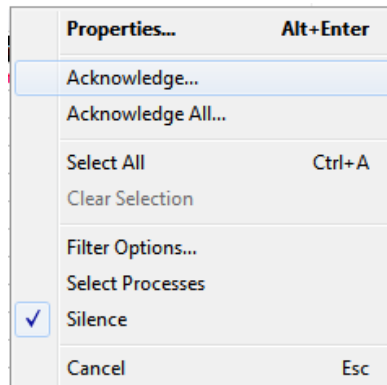 Properties... Alt+Enter
Acknowledge...
Acknowledge All...
Select All Ctrl+A
Clear Selection
Filter Options...
Select Processes
Silence
Cancel Esc